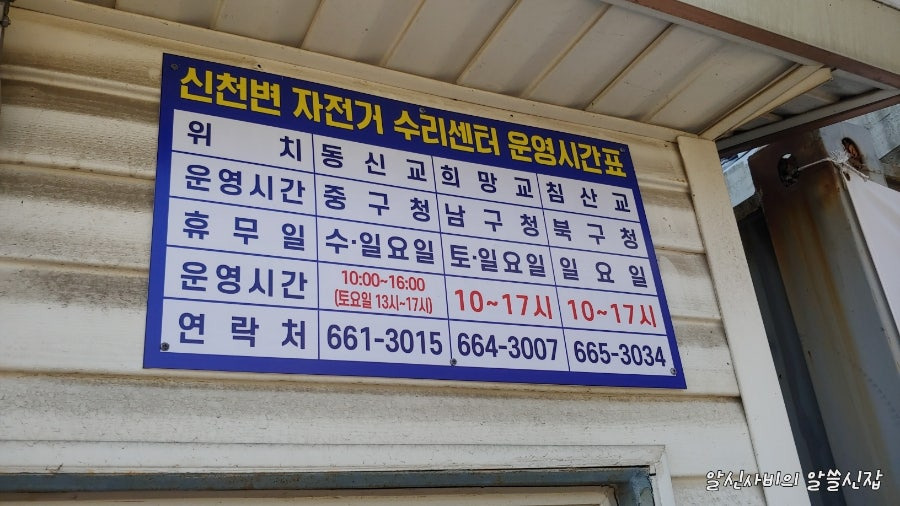 신천변 자전거 수리센터 운영시간표
위 치 동 신 교 희 망 교 침 산 교
운영시간 중 구 청 남 구 청 북 구 청
휴 무 일 수·일요일 토·일요일 일 요 일
운영시간 10:00~16:00 (토요일 13시~17시) 10~17시 10~17시
연 락 처 661-3015 664-3007 665-3034
알신사비의 알쓸신잡